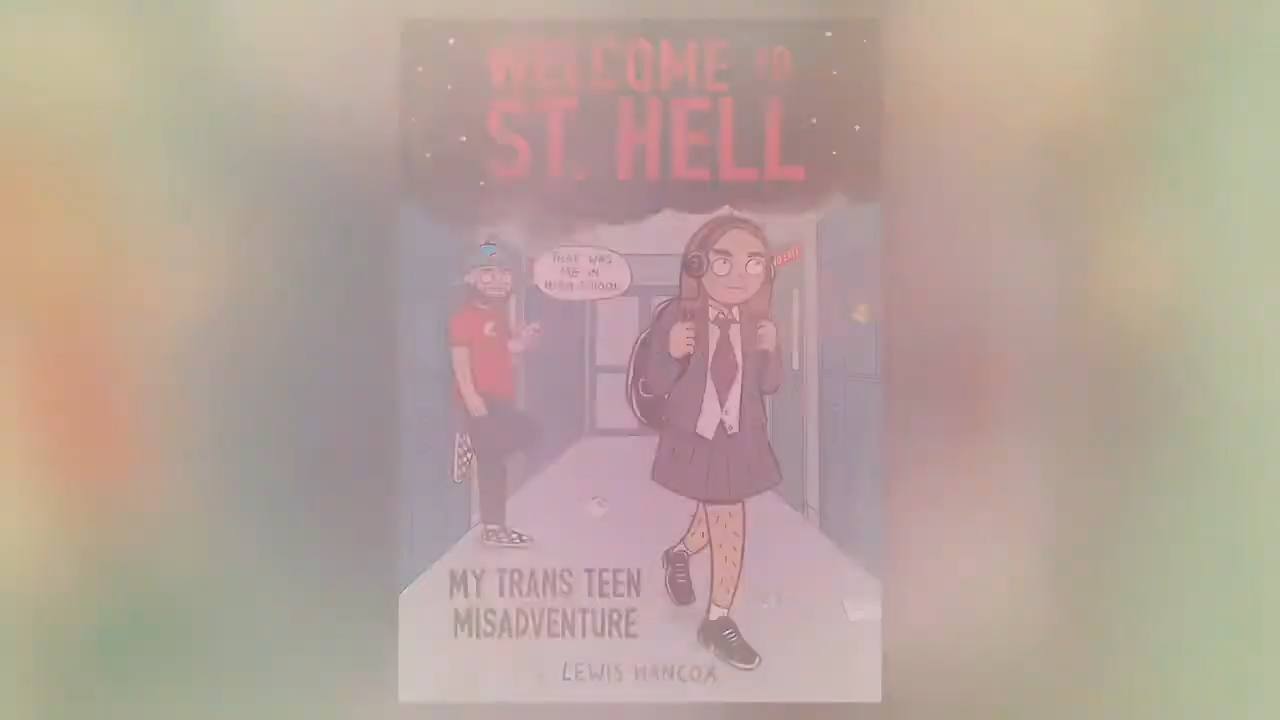 WELCOME TO
ST. HELL
THAT WAS
ME IN
HIGH SCHOOL
MY TRANS TEEN
MISADVENTURE
LEWIS HANCOX